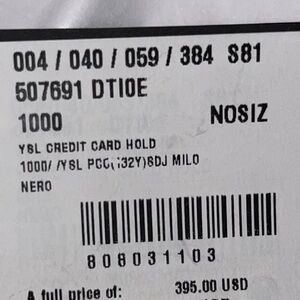 004 / 040 / 059 / 384 S81
507691 DTI0E
1000 NOSIZ
YSL CREDIT CARD HOLD
1000/ /YSL PCC(32Y)SDJ MILO
NERO
808031103
A full price of: 395.00 USD